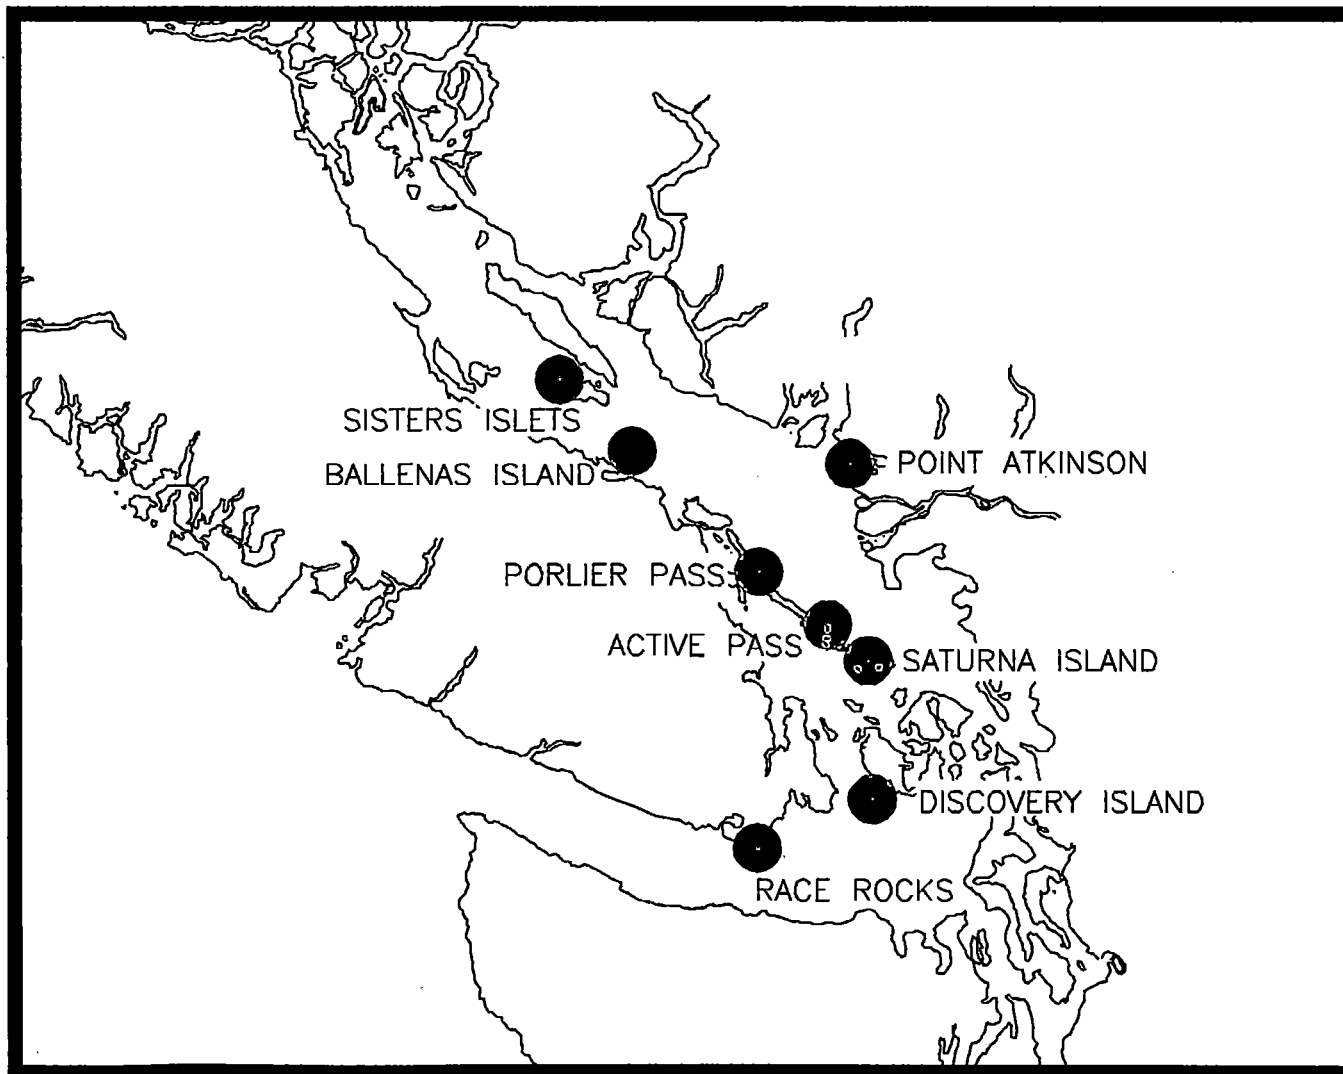 SISTERS ISLETS
BALLENAS ISLAND
POINT ATKINSON
PORLIER PASS
ACTIVE PASS
SATURNA ISLAND
DISCOVERY ISLAND
RACE ROCKS